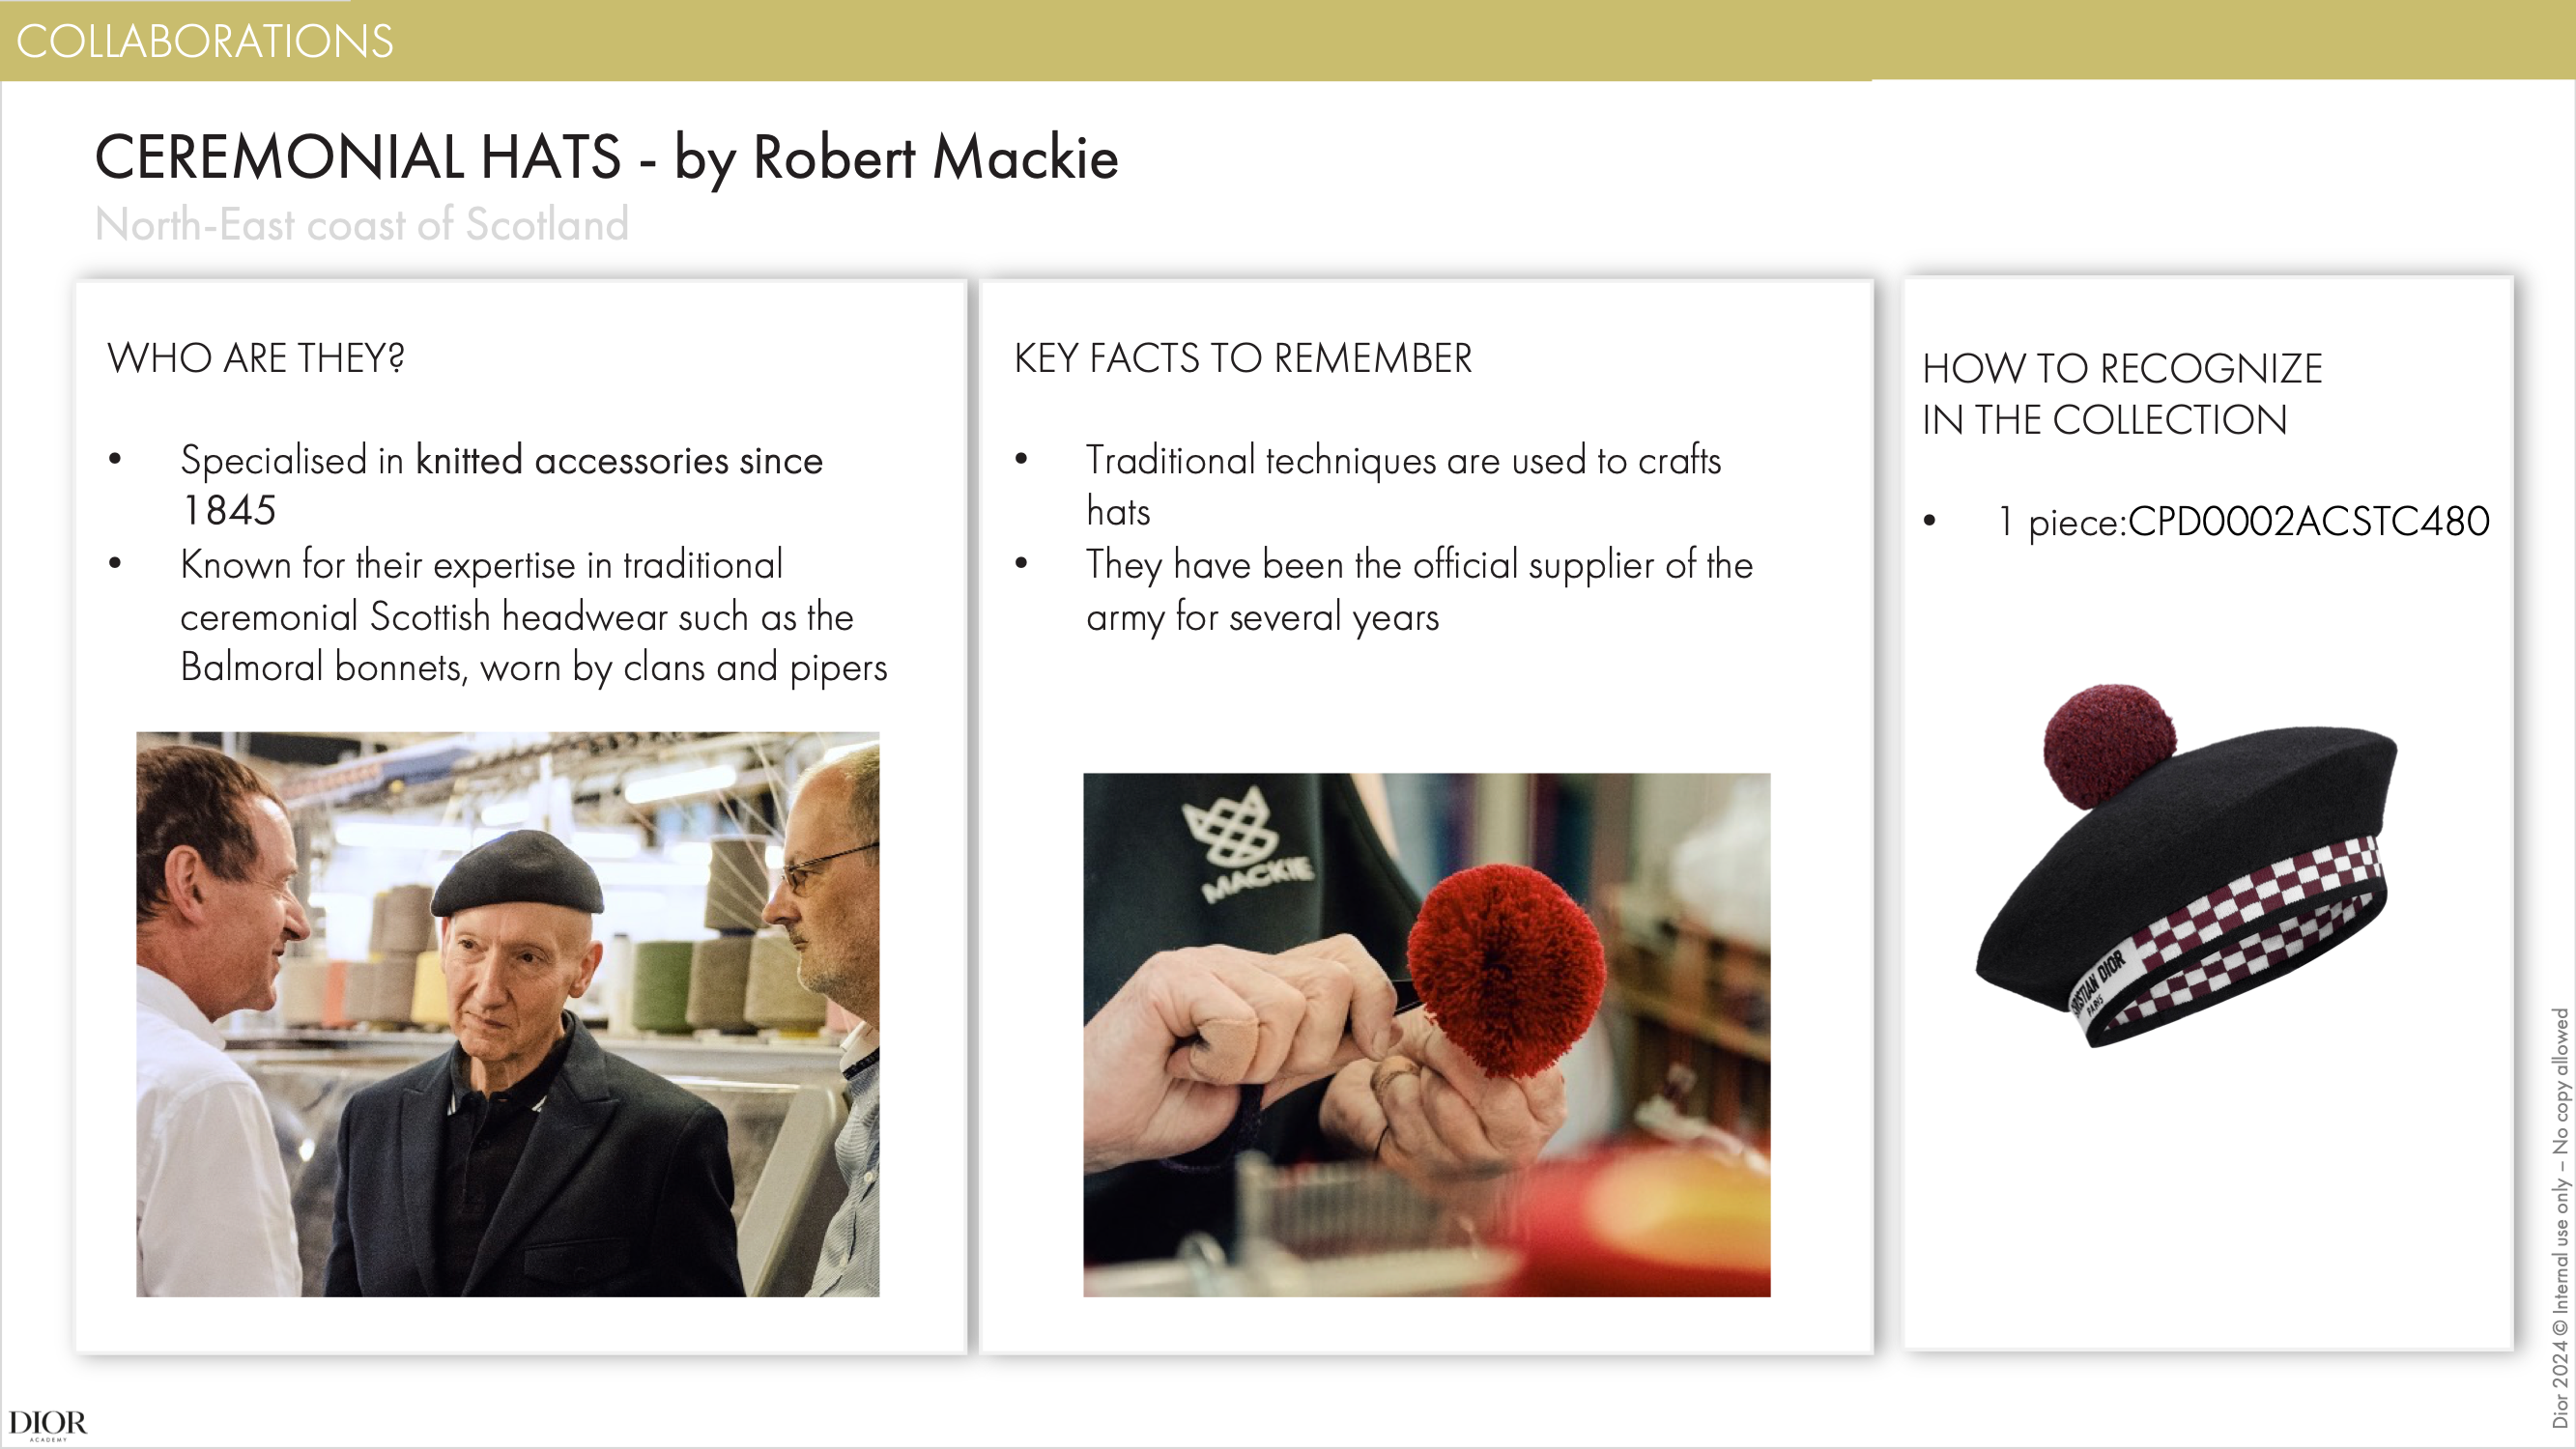 COLLABORATIONS
CEREMONIAL HATS - by Robert Mackie
North-East coast of Scotland
WHO ARE THEY?
• Specialised in knitted accessories since
1845
• Known for their expertise in traditional
ceremonial Scottish headwear such as the
Balmoral bonnets, worn by clans and pipers
KEY FACTS TO REMEMBER
• Traditional techniques are used to crafts
hats
• They have been the official supplier of the
army for several years
MACKIE
HOW TO RECOGNIZE
IN THE COLLECTION
• 1 piece:CPD0002ACSTC480
RISTIAN DIOR
PARIS
Dior 2024 © Internal use only – No copy allowed
DIOR
ACADEMY